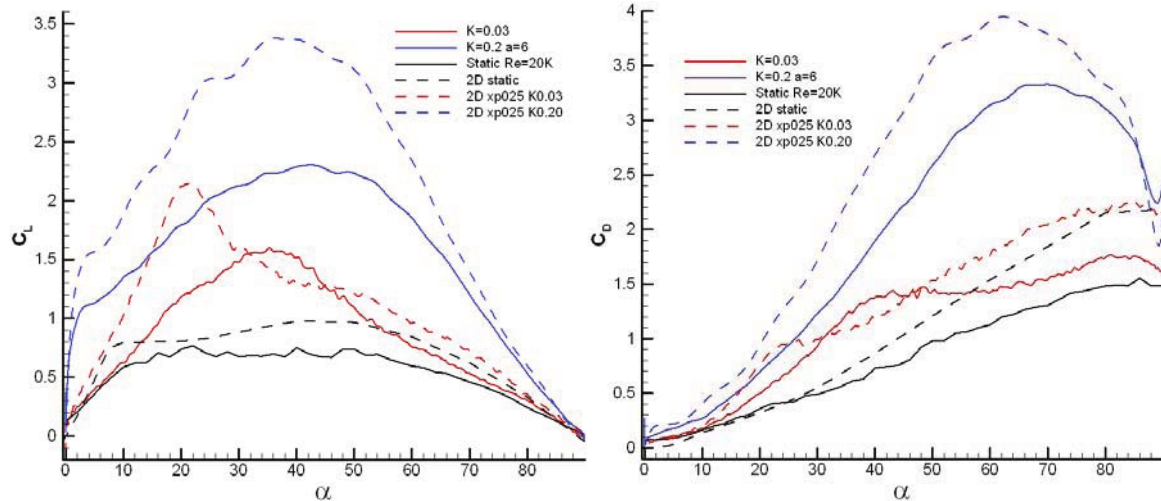 3.5
3
2.5
2
1.5
1
0.5
0
C_L
K=0.03
K=0.2 a=6
Static Re=20K
2D static
2D xp025 K0.03
2D xp025 K0.20
0 10 20 30 40 50 60 70 80
α
4
3.5
3
2.5
2
1.5
1
0.5
0
C_D
K=0.03
K=0.2 a=6
Static Re=20K
2D static
2D xp025 K0.03
2D xp025 K0.20
0 10 20 30 40 50 60 70 80
α